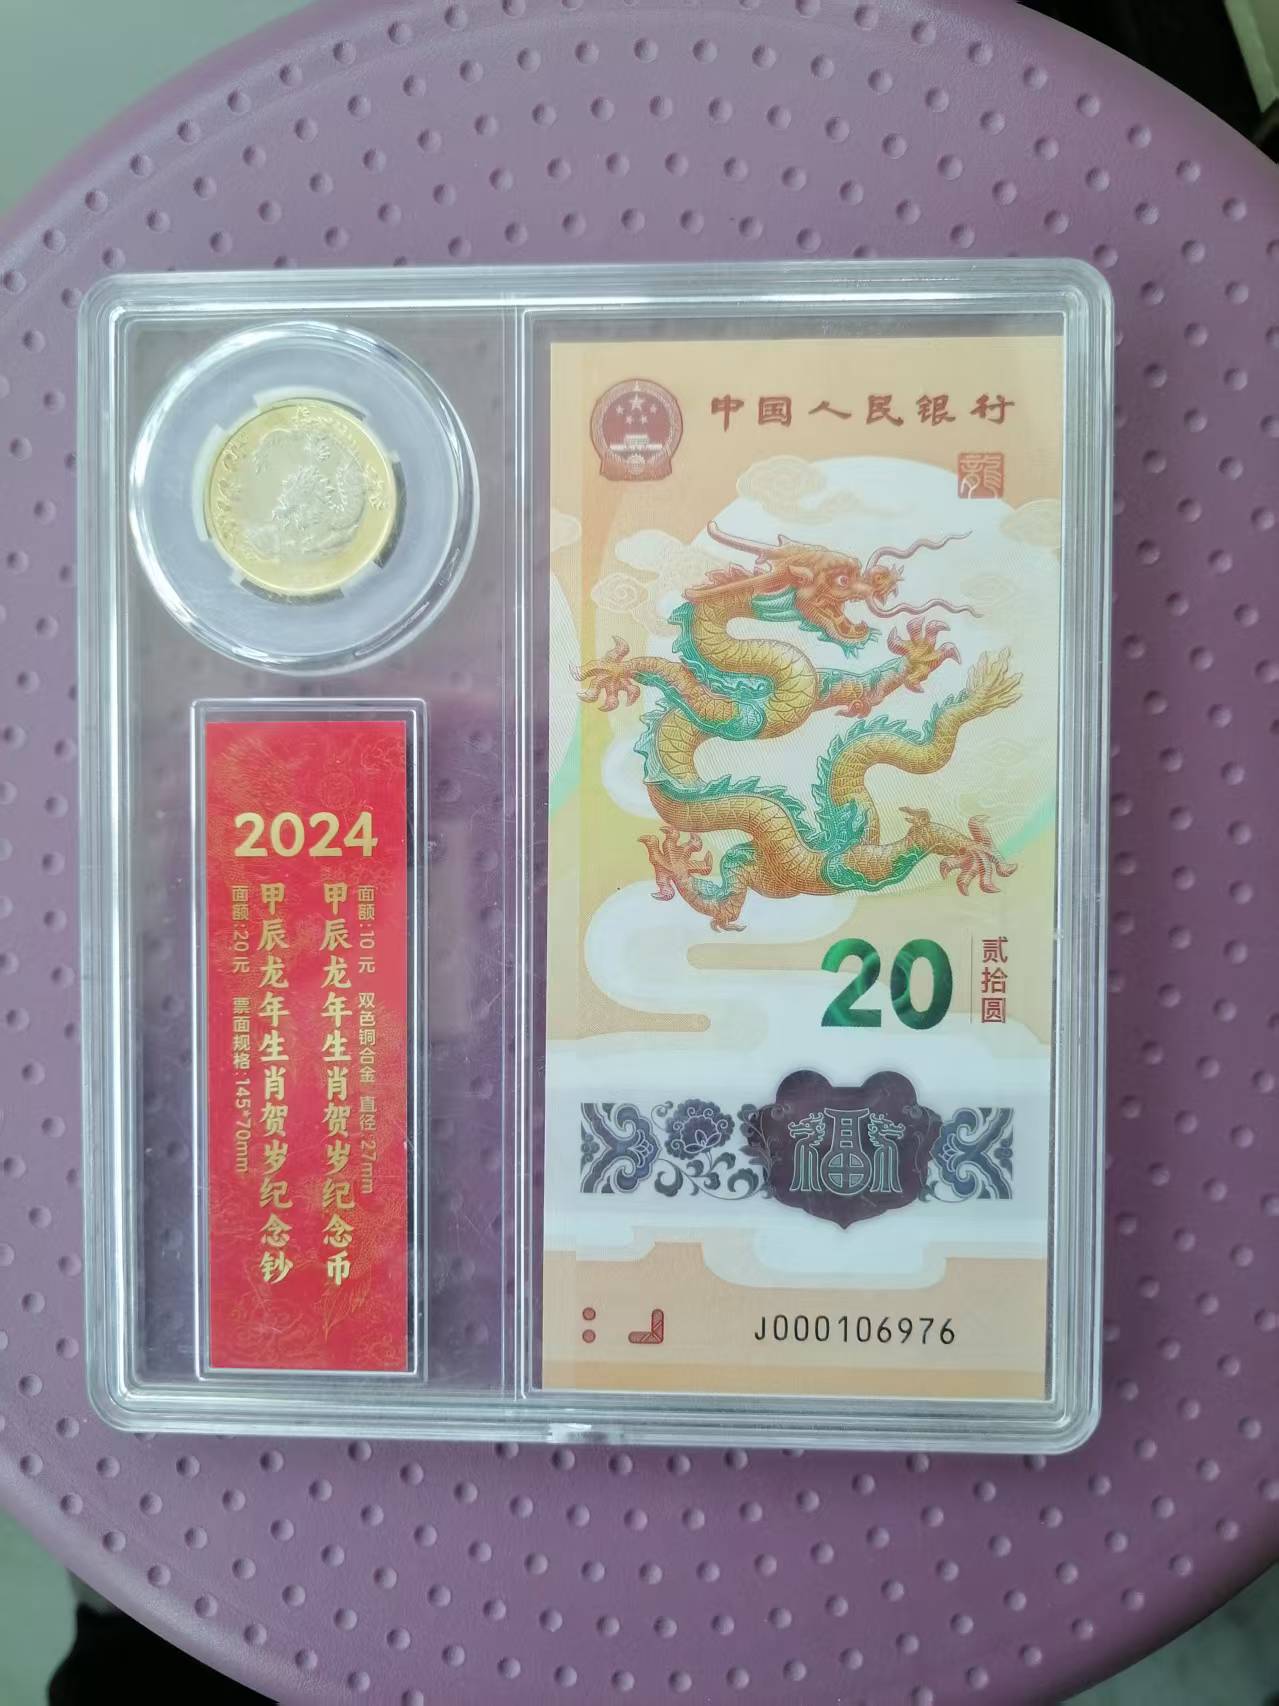 中国人民银行
龍
2024
面额:10元 双色铜合金 直径:27mm
甲辰龙年生肖贺岁纪念币
甲辰龙年生肖贺岁纪念钞
面额:20元 票面规格:145*70mm
20
贰拾圆
福
J000106976